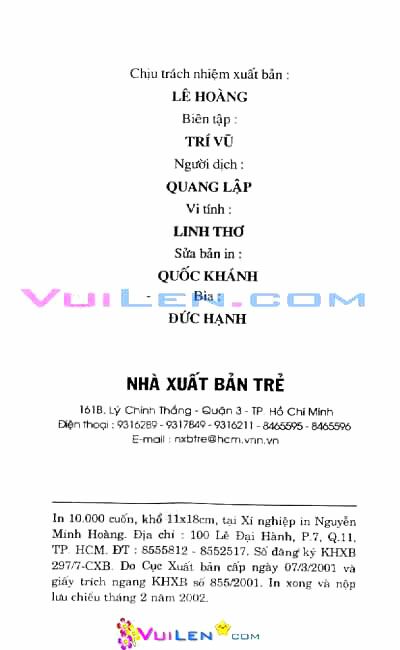 Chịu trách nhiệm xuất bản :
LÊ HOÀNG
Biên tập :
TRÍ VŨ
Người dịch :
QUANG LẬP
Vi tính :
LINH THƠ
Sửa bản in :
QUỐC KHÁNH
VuiLen.com
- Bìa :
ĐỨC HẠNH
NHÀ XUẤT BẢN TRẺ
161B, Lý Chính Thắng - Quận 3 - TP. Hồ Chí Minh
Điện thoại : 9316289 - 9317849 - 9316211 - 8465595 - 8465596
E-mail : nxbtre@hcm.vnn.vn
In 10.000 cuốn, khổ 11x18cm, tại Xí nghiệp in Nguyễn
Minh Hoàng. Địa chỉ : 100 Lê Đại Hành, P.7, Q.11,
TP. HCM. ĐT : 8555812 - 8552517. Số đăng ký KHXB
297/7-CXB. Do Cục Xuất bản cấp ngày 07/3/2001 và
giấy trích ngang KHXB số 855/2001. In xong và nộp
lưu chiểu tháng 2 năm 2002.
VuiLen.com